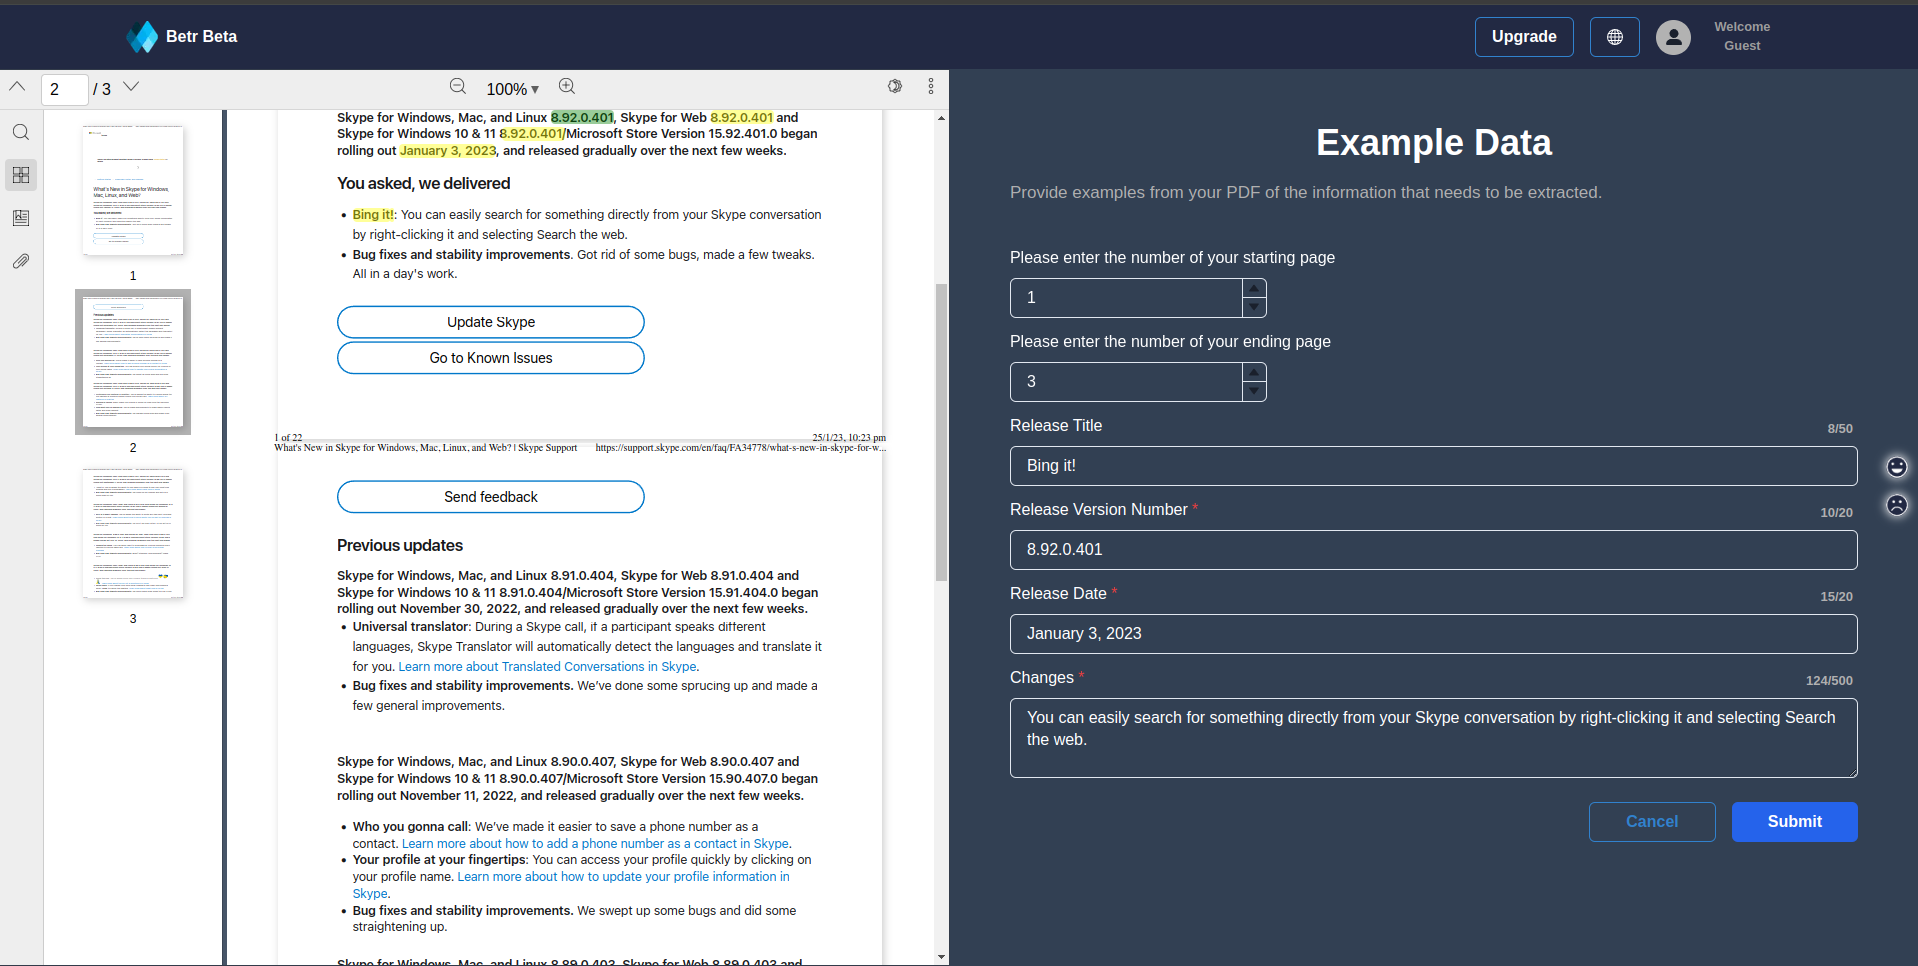 Betr Beta
Upgrade
Welcome
Guest
2 / 3
100%
1
2
3
Skype for Windows, Mac, and Linux 8.92.0.401, Skype for Web 8.92.0.401 and
Skype for Windows 10 & 11 8.92.0.401/Microsoft Store Version 15.92.401.0 began
rolling out January 3, 2023, and released gradually over the next few weeks.
You asked, we delivered
• Bing it!: You can easily search for something directly from your Skype conversation
by right-clicking it and selecting Search the web.
• Bug fixes and stability improvements. Got rid of some bugs, made a few tweaks.
All in a day's work.
Update Skype
Go to Known Issues
1 of 22 25/1/23, 10:23 pm
What's New in Skype for Windows, Mac, Linux, and Web? | Skype Support https://support.skype.com/en/faq/FA34778/what-s-new-in-skype-for-w...
Send feedback
Previous updates
Skype for Windows, Mac, and Linux 8.91.0.404, Skype for Web 8.91.0.404 and
Skype for Windows 10 & 11 8.91.0.404/Microsoft Store Version 15.91.404.0 began
rolling out November 30, 2022, and released gradually over the next few weeks.
• Universal translator: During a Skype call, if a participant speaks different
languages, Skype Translator will automatically detect the languages and translate it
for you. Learn more about Translated Conversations in Skype.
• Bug fixes and stability improvements. We've done some sprucing up and made a
few general improvements.
Skype for Windows, Mac, and Linux 8.90.0.407, Skype for Web 8.90.0.407 and
Skype for Windows 10 & 11 8.90.0.407/Microsoft Store Version 15.90.407.0 began
rolling out November 11, 2022, and released gradually over the next few weeks.
• Who you gonna call: We've made it easier to save a phone number as a
contact. Learn more about how to add a phone number as a contact in Skype.
• Your profile at your fingertips: You can access your profile quickly by clicking on
your profile name. Learn more about how to update your profile information in
Skype.
• Bug fixes and stability improvements. We swept up some bugs and did some
straightening up.
Skype for Windows, Mac, and Linux 8.89.0.403, Skype for Web 8.89.0.403 and
Example Data
Provide examples from your PDF of the information that needs to be extracted.
Please enter the number of your starting page
1
Please enter the number of your ending page
3
Release Title 8/50
Bing it!
Release Version Number * 10/20
8.92.0.401
Release Date * 15/20
January 3, 2023
Changes * 124/500
You can easily search for something directly from your Skype conversation by right-clicking it and selecting Search
the web.
Cancel
Submit